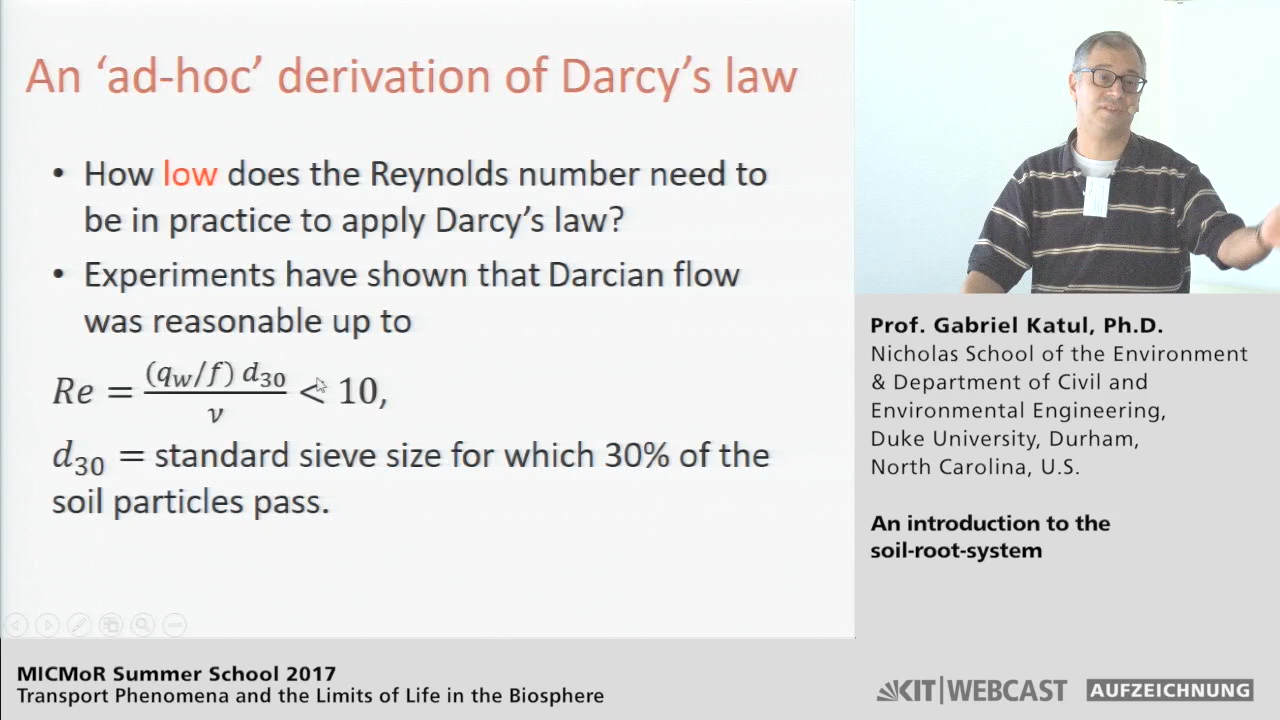 An ‘ad-hoc’ derivation of Darcy’s law
• How low does the Reynolds number need to
be in practice to apply Darcy’s law?
• Experiments have shown that Darcian flow
was reasonable up to
Re = (q_w/f) d_30 / ν < 10,
d_30 = standard sieve size for which 30% of the
soil particles pass.
Prof. Gabriel Katul, Ph.D.
Nicholas School of the Environment
& Department of Civil and
Environmental Engineering,
Duke University, Durham,
North Carolina, U.S.
An introduction to the
soil-root-system
MICMoR Summer School 2017
Transport Phenomena and the Limits of Life in the Biosphere
KIT | WEBCAST AUFZEICHNUNG